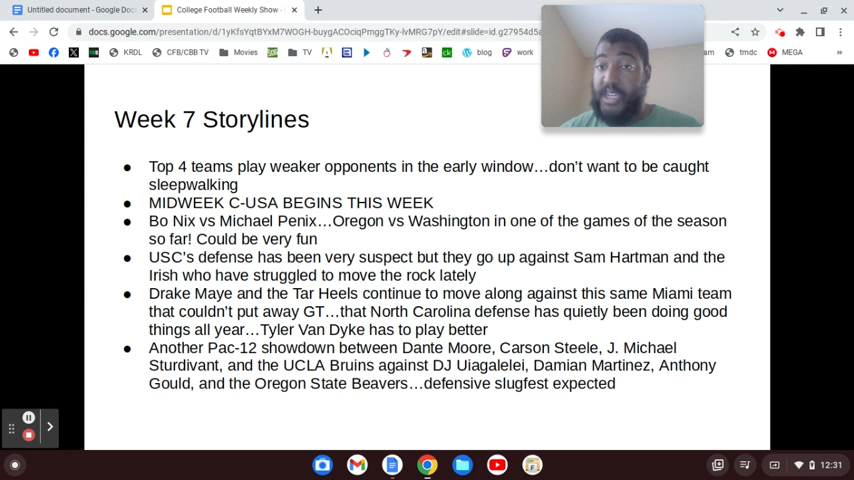 Untitled document - Google Doc
College Football Weekly Show -
docs.google.com/presentation/d/1yKfsYqtBYxM7WOGH-buygACOciqPmggTKy-lvMRG7pY/edit#slide=id.g27954d5a
KRDL
CFB/CBB TV
Movies
TV
blog
work
am
tmdc
MEGA
Week 7 Storylines
● Top 4 teams play weaker opponents in the early window…don’t want to be caught
sleepwalking
● MIDWEEK C-USA BEGINS THIS WEEK
● Bo Nix vs Michael Penix…Oregon vs Washington in one of the games of the season
so far! Could be very fun
● USC’s defense has been very suspect but they go up against Sam Hartman and the
Irish who have struggled to move the rock lately
● Drake Maye and the Tar Heels continue to move along against this same Miami team
that couldn’t put away GT…that North Carolina defense has quietly been doing good
things all year…Tyler Van Dyke has to play better
● Another Pac-12 showdown between Dante Moore, Carson Steele, J. Michael
Sturdivant, and the UCLA Bruins against DJ Uiagalelei, Damian Martinez, Anthony
Gould, and the Oregon State Beavers…defensive slugfest expected
12:31